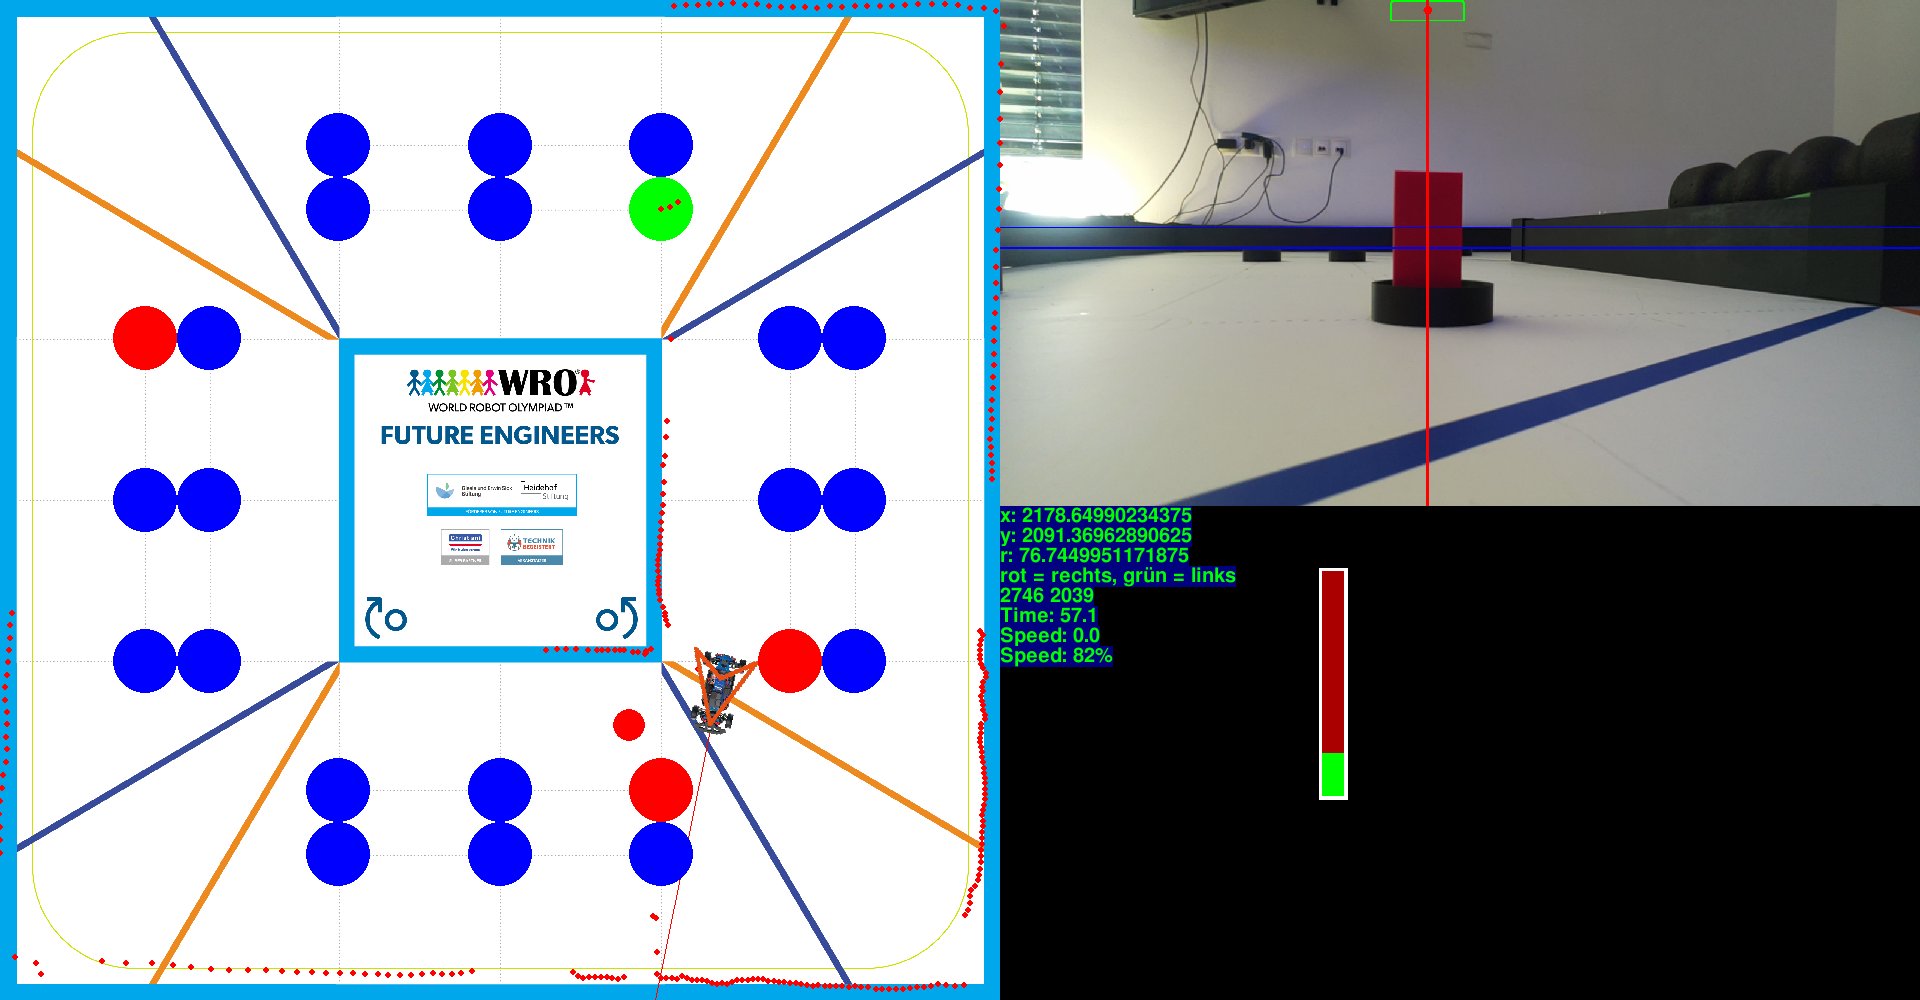 WRO
WORLD ROBOT OLYMPIAD™
FUTURE ENGINEERS
Heidehof
Stiftung
Christiani
TECHNIK
BEGEISTERT
x: 2178.64990234375
y: 2091.36962890625
r: 76.7449951171875
rot = rechts, grün = links
2746 2039
Time: 57.1
Speed: 0.0
Speed: 82%